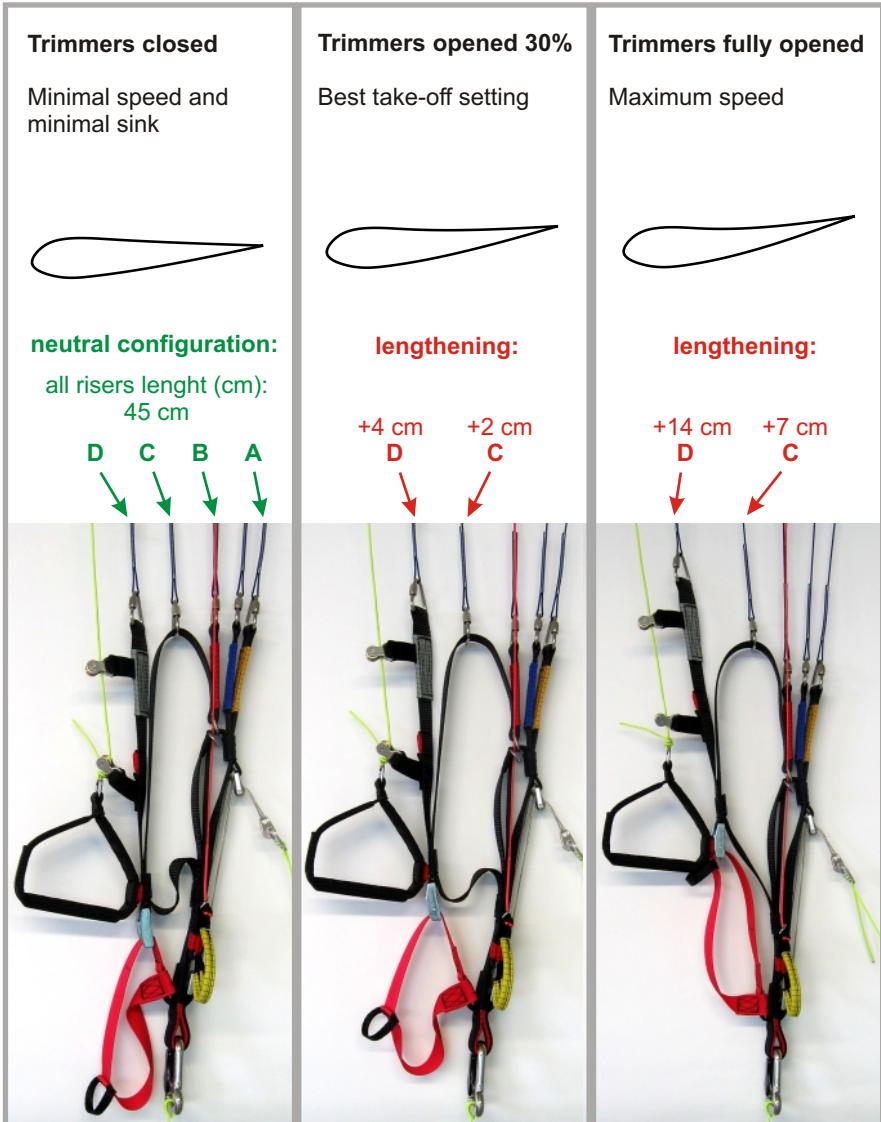 Trimmers closed
Minimal speed and
minimal sink
neutral configuration:
all risers lenght (cm):
45 cm
D C B A
Trimmers opened 30%
Best take-off setting
lengthening:
+4 cm +2 cm
D C
Trimmers fully opened
Maximum speed
lengthening:
+14 cm +7 cm
D C